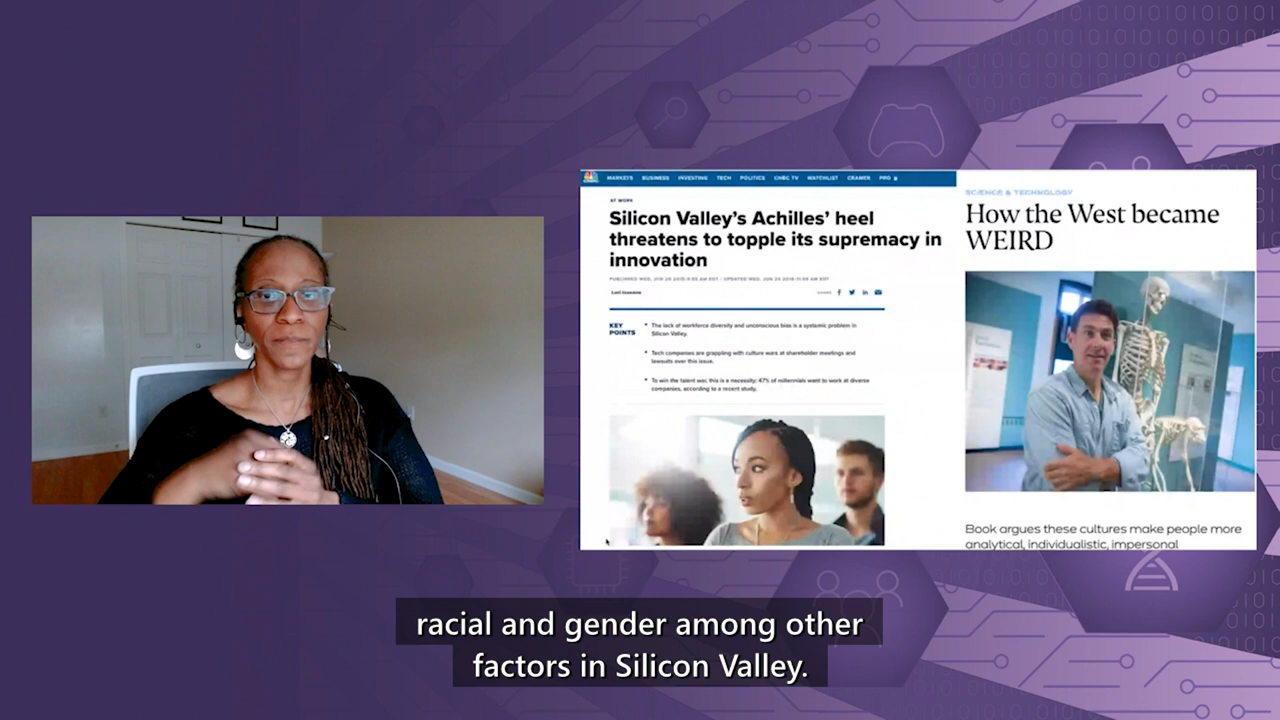 MARKETS BUSINESS INVESTING TECH POLITICS CNBC TV WATCHLIST CRAMER PRO
AT WORK
Silicon Valley's Achilles' heel
threatens to topple its supremacy in
innovation
KEY
POINTS
The lack of workforce diversity and unconscious bias is a systemic problem in
Silicon Valley.
Tech companies are grappling with culture wars at shareholder meetings and
lawsuits over this issue.
To win the talent war, this is a necessity: 47% of millennials want to work at diverse
companies, according to a recent study.
SCIENCE & TECHNOLOGY
How the West became
WEIRD
Book argues these cultures make people more
analytical, individualistic, impersonal
racial and gender among other
factors in Silicon Valley.